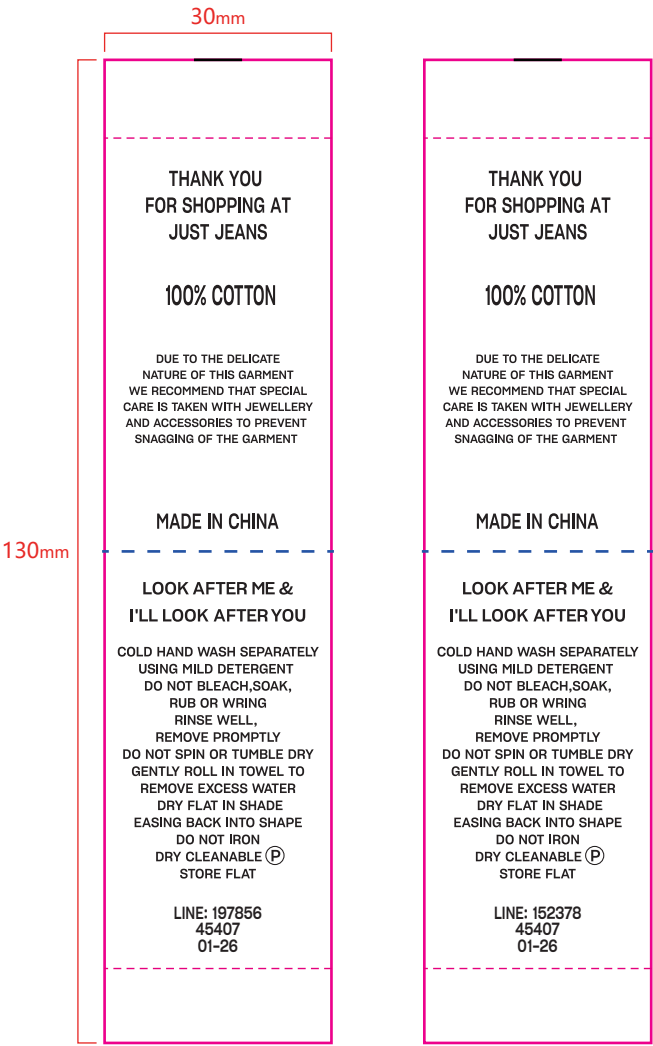 30mm
130mm
THANK YOU
FOR SHOPPING AT
JUST JEANS
100% COTTON
DUE TO THE DELICATE
NATURE OF THIS GARMENT
WE RECOMMEND THAT SPECIAL
CARE IS TAKEN WITH JEWELLERY
AND ACCESSORIES TO PREVENT
SNAGGING OF THE GARMENT
MADE IN CHINA
LOOK AFTER ME &
I'LL LOOK AFTER YOU
COLD HAND WASH SEPARATELY
USING MILD DETERGENT
DO NOT BLEACH,SOAK,
RUB OR WRING
RINSE WELL,
REMOVE PROMPTLY
DO NOT SPIN OR TUMBLE DRY
GENTLY ROLL IN TOWEL TO
REMOVE EXCESS WATER
DRY FLAT IN SHADE
EASING BACK INTO SHAPE
DO NOT IRON
DRY CLEANABLE Ⓟ
STORE FLAT
LINE: 197856
45407
01-26
THANK YOU
FOR SHOPPING AT
JUST JEANS
100% COTTON
DUE TO THE DELICATE
NATURE OF THIS GARMENT
WE RECOMMEND THAT SPECIAL
CARE IS TAKEN WITH JEWELLERY
AND ACCESSORIES TO PREVENT
SNAGGING OF THE GARMENT
MADE IN CHINA
LOOK AFTER ME &
I'LL LOOK AFTER YOU
COLD HAND WASH SEPARATELY
USING MILD DETERGENT
DO NOT BLEACH,SOAK,
RUB OR WRING
RINSE WELL,
REMOVE PROMPTLY
DO NOT SPIN OR TUMBLE DRY
GENTLY ROLL IN TOWEL TO
REMOVE EXCESS WATER
DRY FLAT IN SHADE
EASING BACK INTO SHAPE
DO NOT IRON
DRY CLEANABLE Ⓟ
STORE FLAT
LINE: 152378
45407
01-26